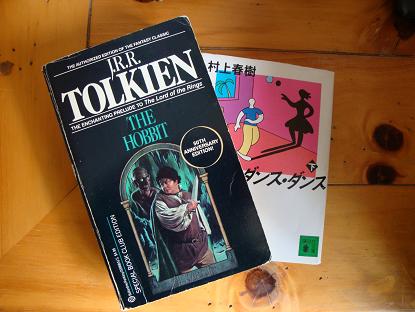 THE AUTHORIZED EDITION OF THE FANTASY CLASSIC
J.R.R.
TOLKIEN
THE ENCHANTING PRELUDE TO The Lord of the Rings
THE
HOBBIT
50TH
ANNIVERSARY
EDITION!
SPECIAL BOOK CLUB EDITION
村上春樹
ダンス・ダンス
下